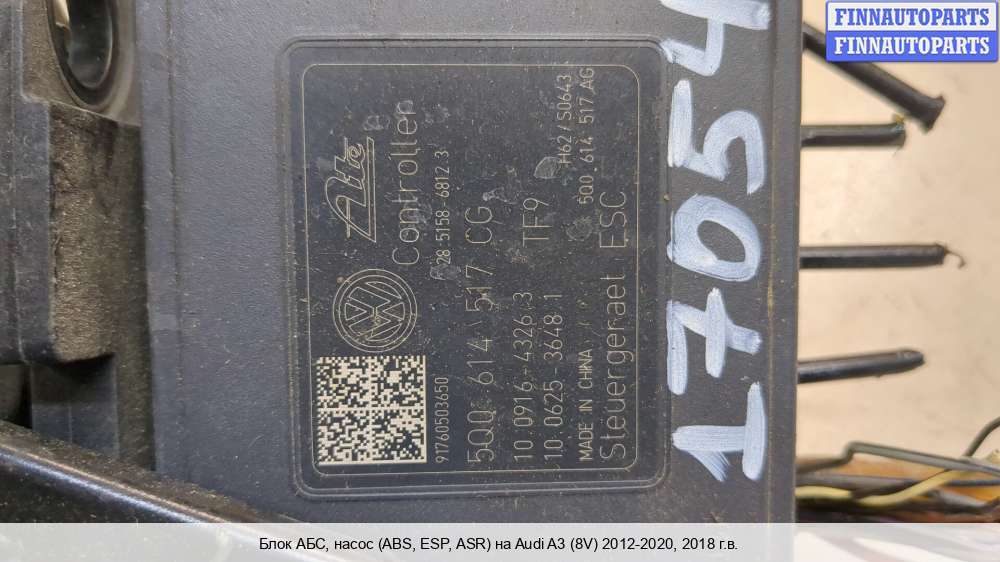 FINNAUTOPARTS
FINNAUTOPARTS
17054
Ate
Controller
28.5158-6812.3
91760503650
5Q0 614 517 CG
10.0916-4326.3 TF9
10.0625-3648.1
H62/S0643
MADE IN CHINA 5Q0 614 517 AG
Steuergeraet ESC
Блок АБС, насос (ABS, ESP, ASR) на Audi A3 (8V) 2012-2020, 2018 г.в.